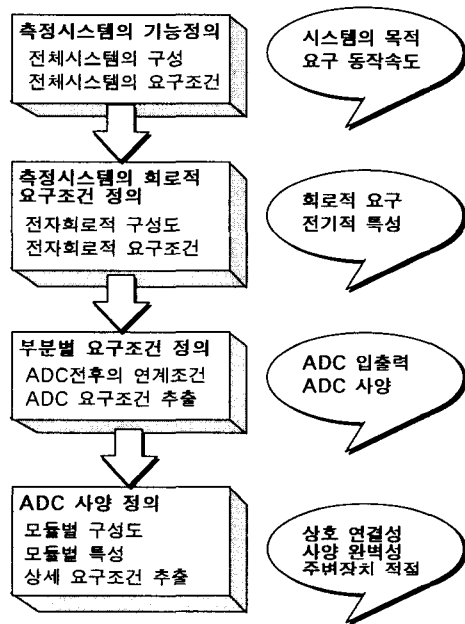 측정시스템의 기능정의
전체시스템의 구성
전체시스템의 요구조건
시스템의 목적
요구 동작속도
측정시스템의 회로적
요구조건 정의
전자회로적 구성도
전자회로적 요구조건
회로적 요구
전기적 특성
부분별 요구조건 정의
ADC전후의 연계조건
ADC 요구조건 추출
ADC 입출력
ADC 사양
ADC 사양 정의
모듈별 구성도
모듈별 특성
상세 요구조건 추출
상호 연결성
사양 완벽성
주변장치 적절